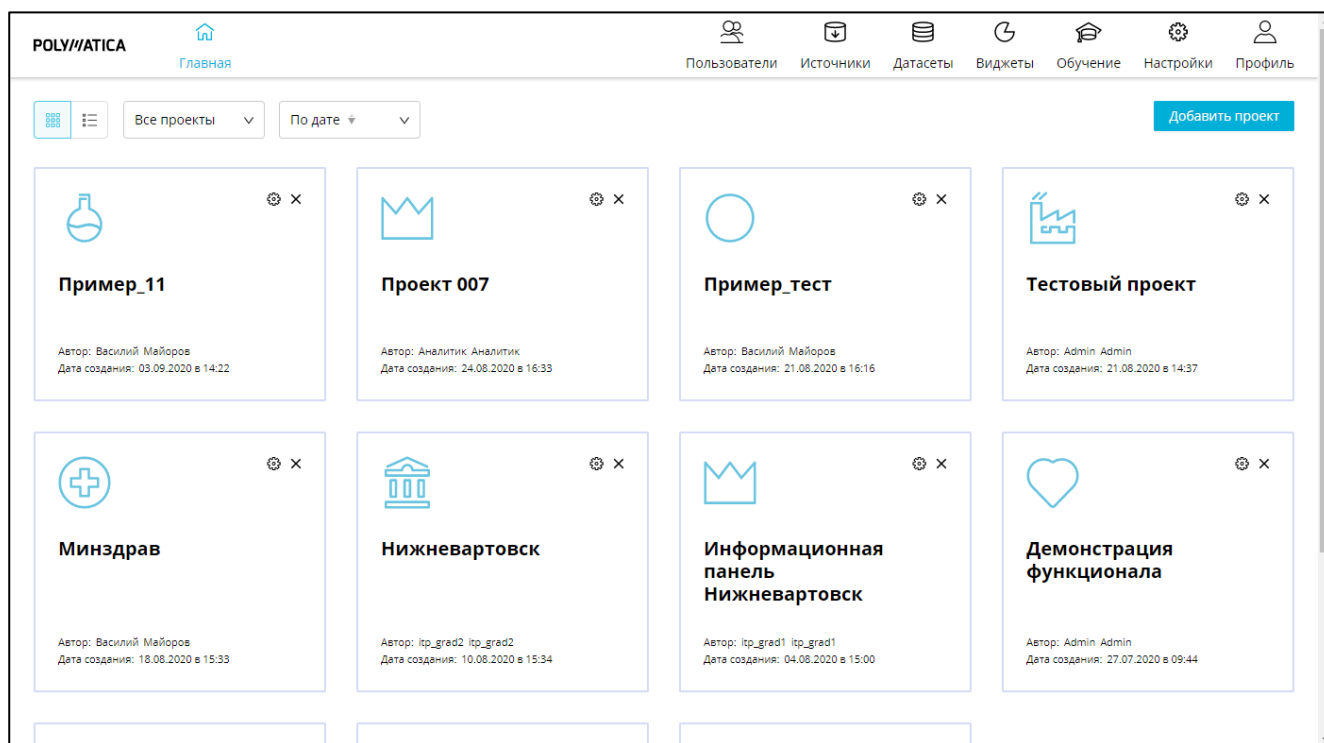 POLYMATICA
Главная
Пользователи
Источники
Датасеты
Виджеты
Обучение
Настройки
Профиль
Все проекты
По дате
Добавить проект
Пример_11
Автор: Василий Майоров
Дата создания: 03.09.2020 в 14:22
Проект 007
Автор: Аналитик Аналитик
Дата создания: 24.08.2020 в 16:33
Пример_тест
Автор: Василий Майоров
Дата создания: 21.08.2020 в 16:16
Тестовый проект
Автор: Admin Admin
Дата создания: 21.08.2020 в 14:37
Минздрав
Автор: Василий Майоров
Дата создания: 18.08.2020 в 15:33
Нижневартовск
Автор: itp_grad2 itp_grad2
Дата создания: 10.08.2020 в 15:34
Информационная
панель
Нижневартовск
Автор: itp_grad1 itp_grad1
Дата создания: 04.08.2020 в 15:00
Демонстрация
функционала
Автор: Admin Admin
Дата создания: 27.07.2020 в 09:44